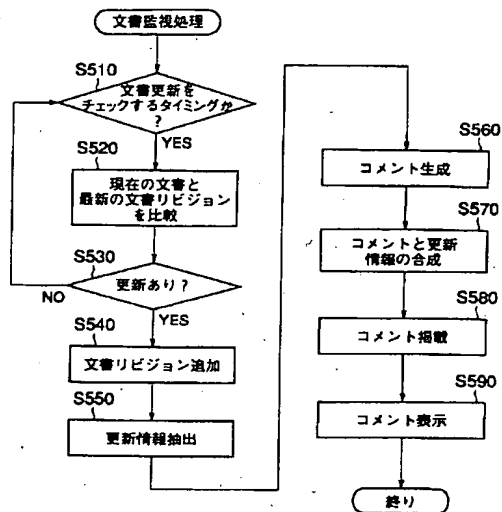 文書監視処理
S510
文書更新を
チェックするタイミングか
?
YES
S520
現在の文書と
最新の文書リビジョン
を比較
S530
更新あり?
NO
YES
S540
文書リビジョン追加
S550
更新情報抽出
S560
コメント生成
S570
コメントと更新
情報の合成
S580
コメント掲載
S590
コメント表示
終り